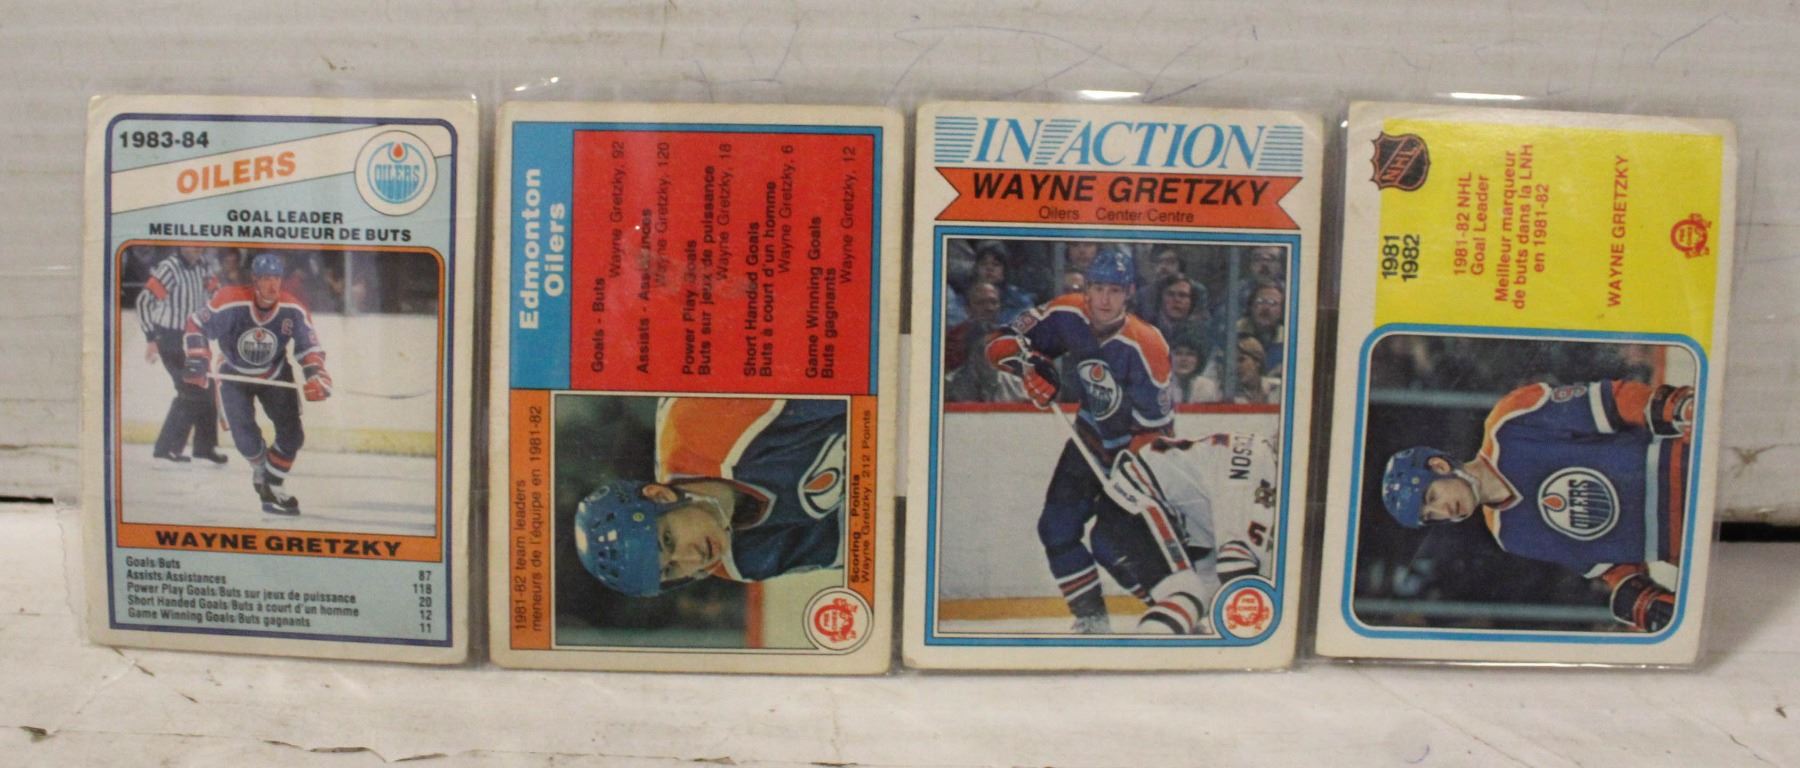 1983-84
OILERS
OILERS
GOAL LEADER
MEILLEUR MARQUEUR DE BUTS
WAYNE GRETZKY
Goals/Buts 87
Assists/Assistances 118
Power Play Goals/Buts sur jeux de puissance 20
Short Handed Goals/Buts à court d'un homme 12
Game Winning Goals/Buts gagnants 11
Edmonton
Oilers
Goals - Buts
Wayne Gretzky, 92
Assists - Assistances
Wayne Gretzky, 120
Power Play Goals
Buts sur jeux de puissance
Wayne Gretzky, 18
Short Handed Goals
Buts à court d'un homme
Wayne Gretzky, 6
Game Winning Goals
Buts gagnants
Wayne Gretzky, 12
1981-82 team leaders
meneurs de l'équipe en 1981-82
Scoring - Points
Wayne Gretzky, 212 Points
IN ACTION
WAYNE GRETZKY
Oilers Center/Centre
OILERS
NHL
1981
1982
1981-82 NHL
Goal Leader
Meilleur marqueur
de buts dans la LNH
en 1981-82
WAYNE GRETZKY
OILERS